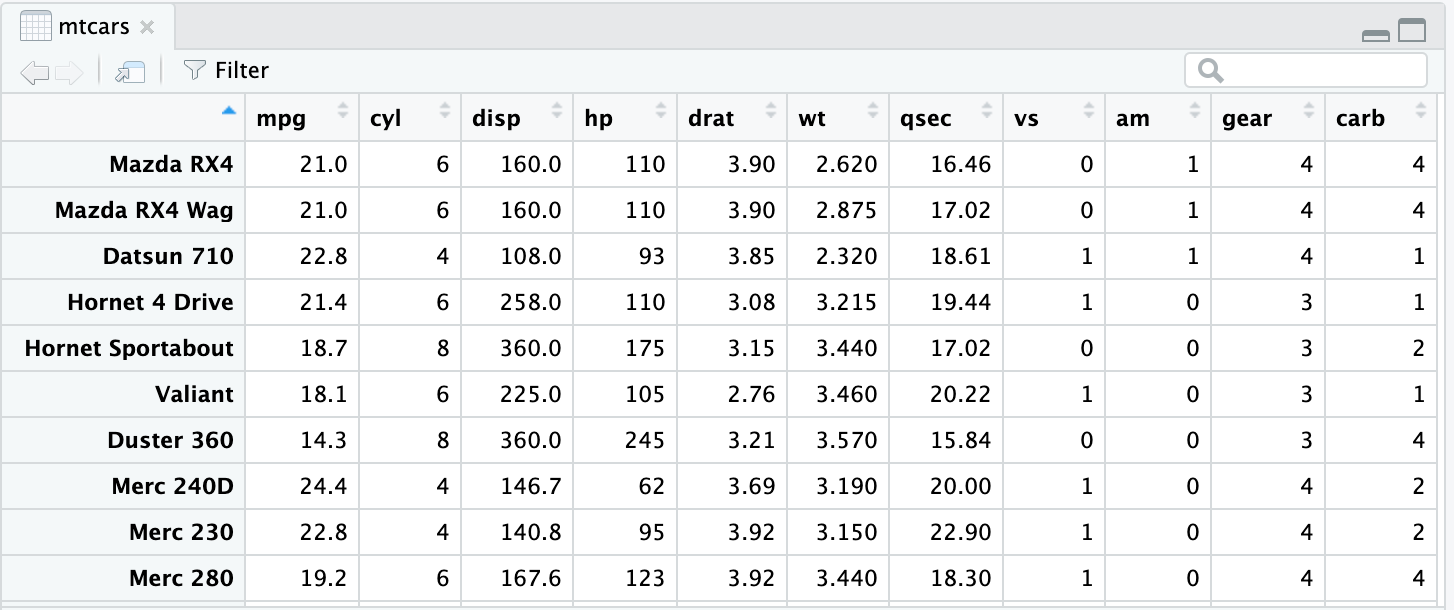 mtcars
Filter
mpg cyl disp hp drat wt qsec vs am gear carb
Mazda RX4 21.0 6 160.0 110 3.90 2.620 16.46 0 1 4 4
Mazda RX4 Wag 21.0 6 160.0 110 3.90 2.875 17.02 0 1 4 4
Datsun 710 22.8 4 108.0 93 3.85 2.320 18.61 1 1 4 1
Hornet 4 Drive 21.4 6 258.0 110 3.08 3.215 19.44 1 0 3 1
Hornet Sportabout 18.7 8 360.0 175 3.15 3.440 17.02 0 0 3 2
Valiant 18.1 6 225.0 105 2.76 3.460 20.22 1 0 3 1
Duster 360 14.3 8 360.0 245 3.21 3.570 15.84 0 0 3 4
Merc 240D 24.4 4 146.7 62 3.69 3.190 20.00 1 0 4 2
Merc 230 22.8 4 140.8 95 3.92 3.150 22.90 1 0 4 2
Merc 280 19.2 6 167.6 123 3.92 3.440 18.30 1 0 4 4